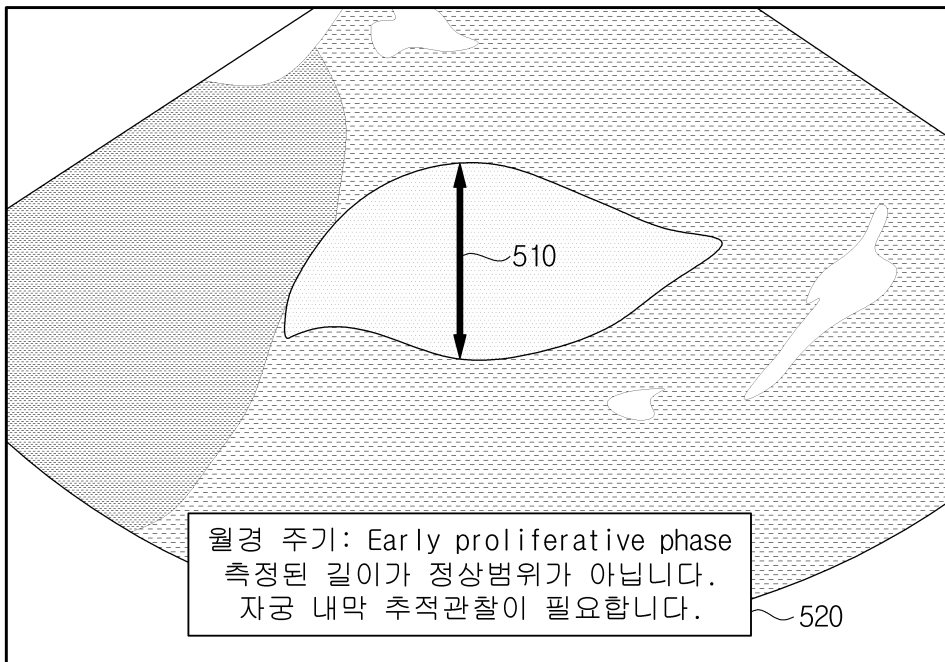 510
월경 주기: Early proliferative phase
측정된 길이가 정상범위가 아닙니다.
자궁 내막 추적관찰이 필요합니다.
520